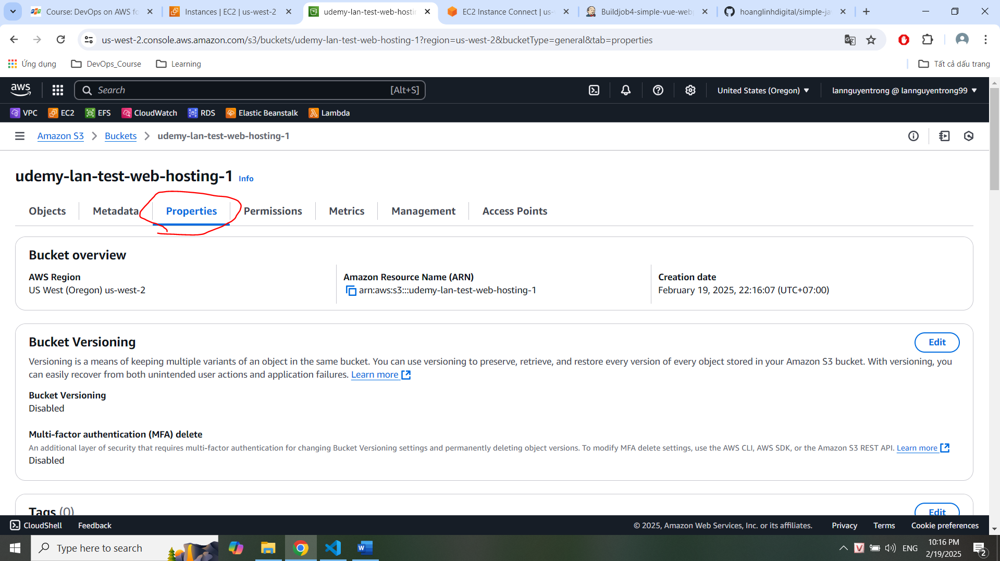 Course: DevOps on AWS fo
Instances | EC2 | us-west-2
udemy-lan-test-web-hosti
EC2 Instance Connect | us-
Buildjob4-simple-vue-webp
hoanglinhdigital/simple-ja
us-west-2.console.aws.amazon.com/s3/buckets/udemy-lan-test-web-hosting-1?region=us-west-2&bucketType=general&tab=properties
Ứng dụng
DevOps_Course
Learning
Tất cả dấu trang
aws
Search
[Alt+S]
United States (Oregon)
lannguyentrong @ lannguyentrong99
VPC
EC2
EFS
CloudWatch
RDS
Elastic Beanstalk
Lambda
Amazon S3
Buckets
udemy-lan-test-web-hosting-1
udemy-lan-test-web-hosting-1 Info
Objects
Metadata
Properties
Permissions
Metrics
Management
Access Points
Bucket overview
AWS Region
US West (Oregon) us-west-2
Amazon Resource Name (ARN)
arn:aws:s3:::udemy-lan-test-web-hosting-1
Creation date
February 19, 2025, 22:16:07 (UTC+07:00)
Bucket Versioning
Edit
Versioning is a means of keeping multiple variants of an object in the same bucket. You can use versioning to preserve, retrieve, and restore every version of every object stored in your Amazon S3 bucket. With versioning, you
can easily recover from both unintended user actions and application failures. Learn more
Bucket Versioning
Disabled
Multi-factor authentication (MFA) delete
An additional layer of security that requires multi-factor authentication for changing Bucket Versioning settings and permanently deleting object versions. To modify MFA delete settings, use the AWS CLI, AWS SDK, or the Amazon S3 REST API. Learn more
Disabled
Tags (0)
Edit
CloudShell
Feedback
© 2025, Amazon Web Services, Inc. or its affiliates.
Privacy
Terms
Cookie preferences
Type here to search
ENG
10:16 PM
2/19/2025
2